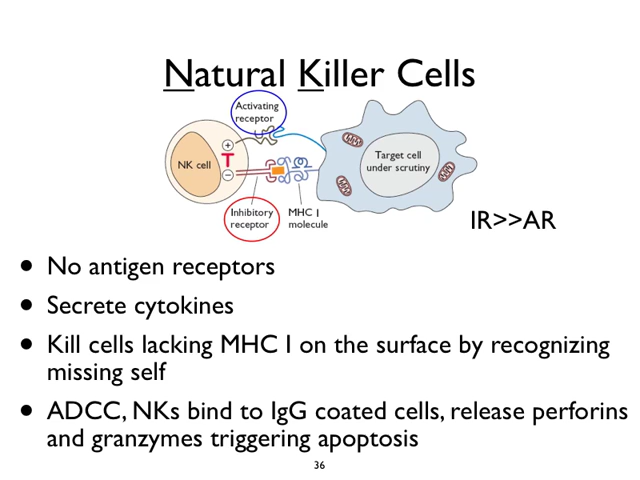 Natural Killer Cells
Activating
receptor
+
NK cell
T
−
Target cell
under scrutiny
Inhibitory
receptor
MHC I
molecule
IR>>AR
• No antigen receptors
• Secrete cytokines
• Kill cells lacking MHC I on the surface by recognizing
missing self
• ADCC, NKs bind to IgG coated cells, release perforins
and granzymes triggering apoptosis
36